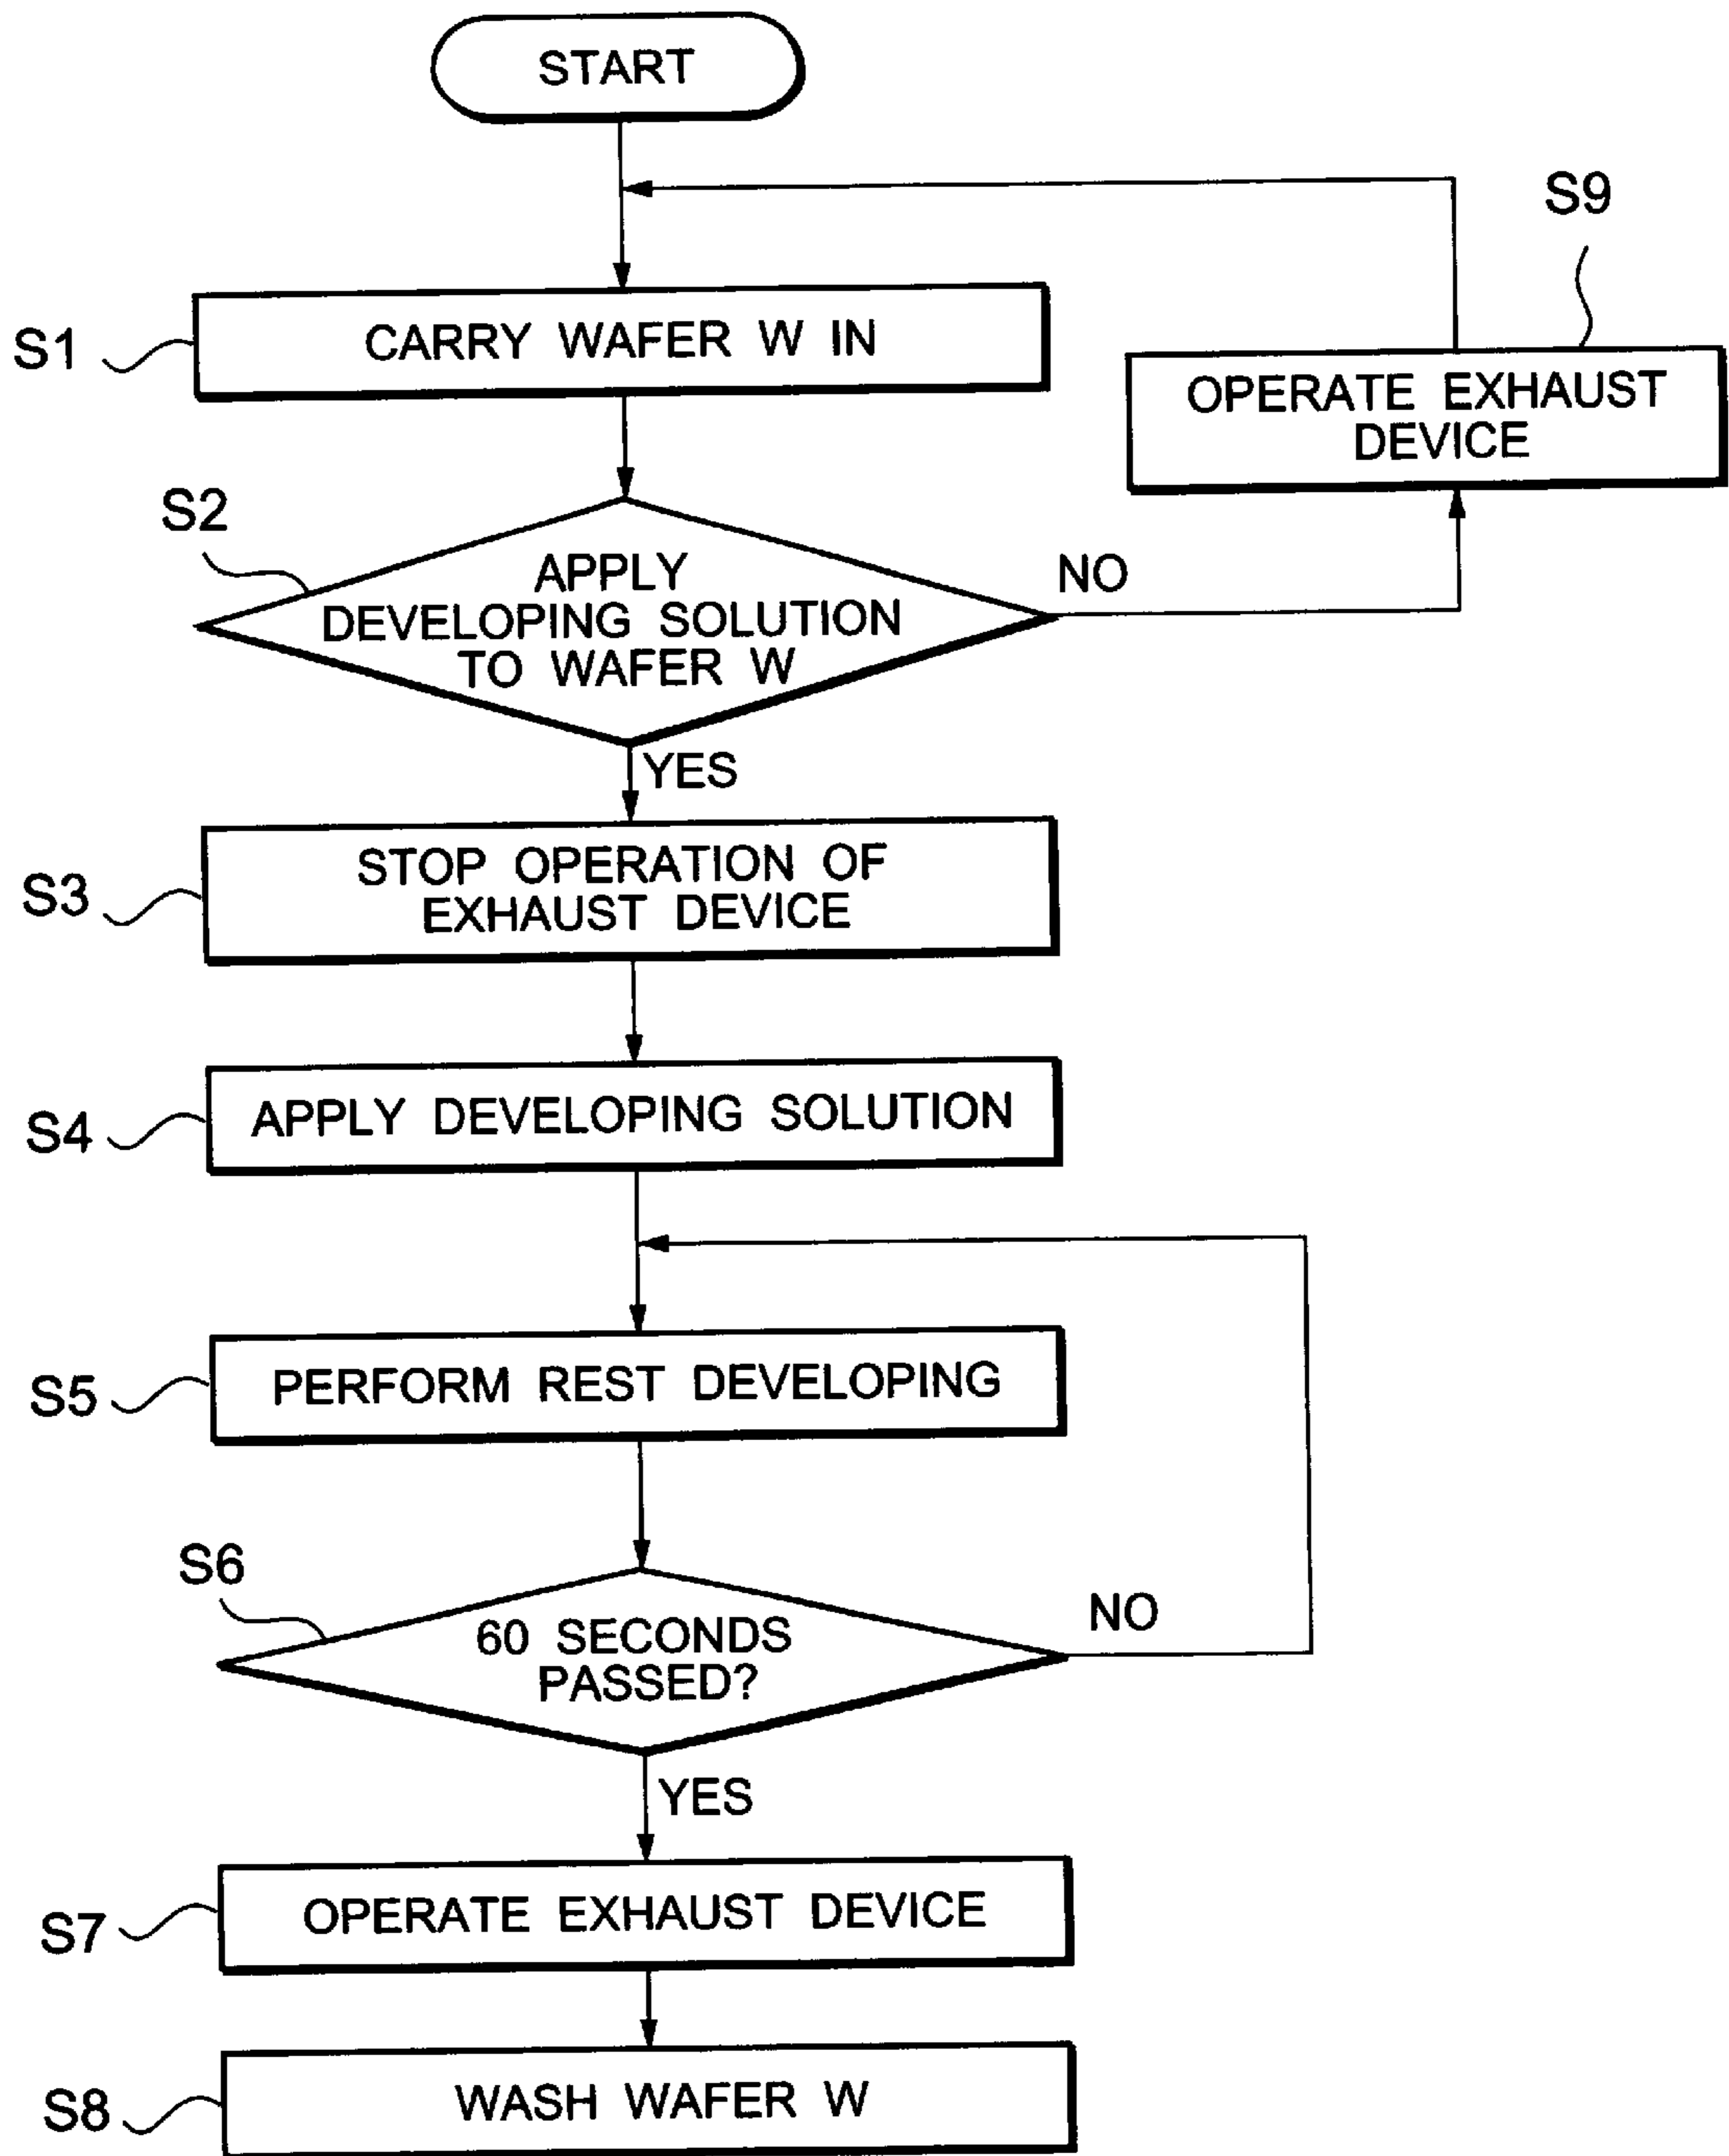 START
S9
S1
CARRY WAFER W IN
OPERATE EXHAUST
DEVICE
S2
APPLY
DEVELOPING SOLUTION
TO WAFER W
NO
YES
S3
STOP OPERATION OF
EXHAUST DEVICE
S4
APPLY DEVELOPING SOLUTION
S5
PERFORM REST DEVELOPING
S6
60 SECONDS
PASSED?
NO
YES
S7
OPERATE EXHAUST DEVICE
S8
WASH WAFER W